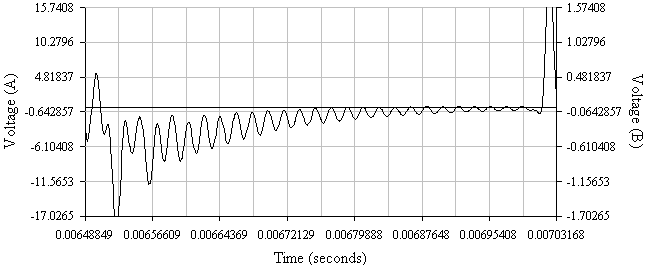 15.7408 1.57408
10.2796 1.02796
4.81837 0.481837
-0.642857 -0.0642857
-6.10408 -0.610408
-11.5653 -1.15653
-17.0265 -1.70265
Voltage (A)
Voltage (B)
0.00648849 0.00656609 0.00664369 0.00672129 0.00679888 0.00687648 0.00695408 0.00703168
Time (seconds)